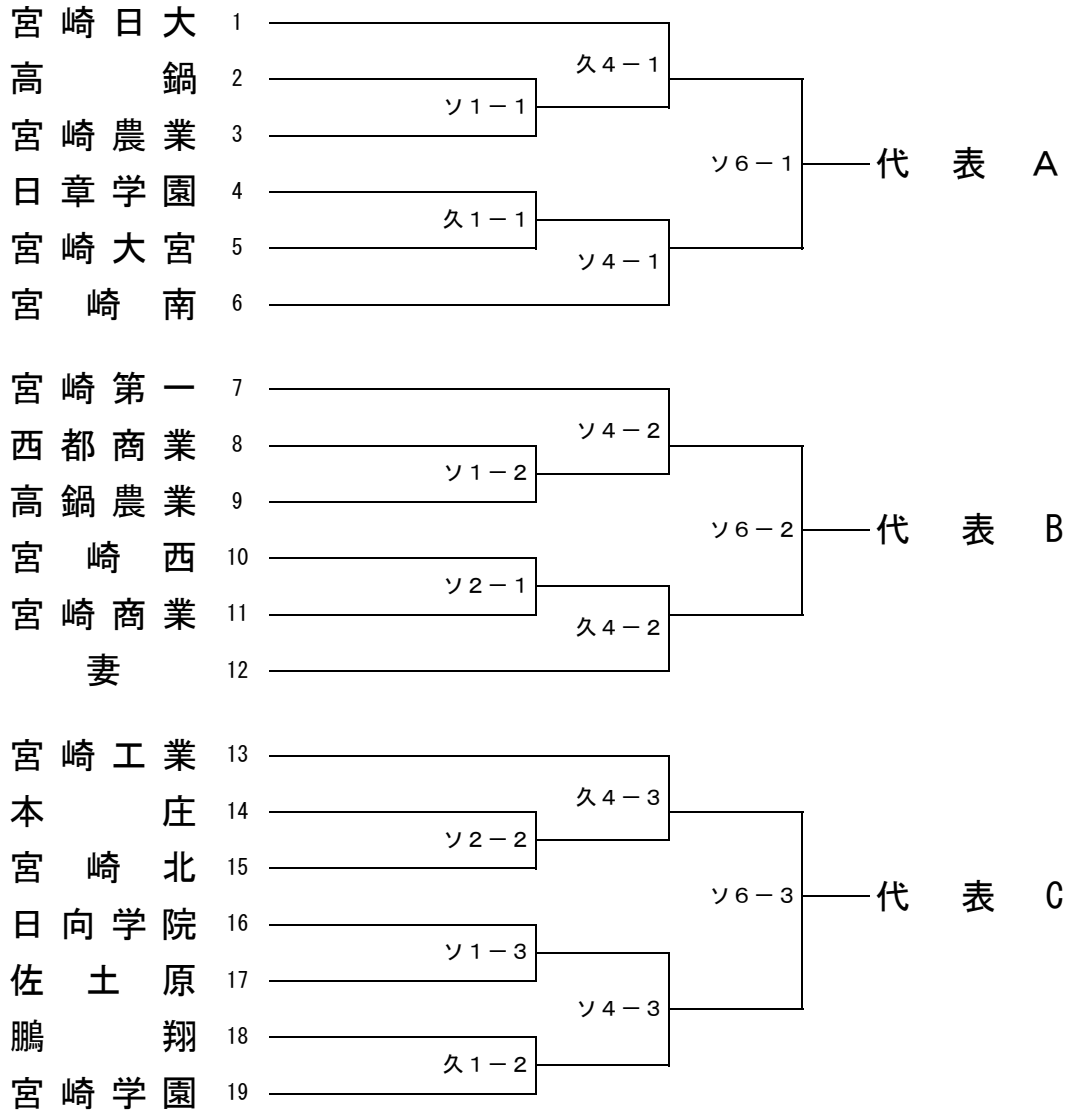 宮崎日大 1
久4－1
高鍋 2
ソ1－1
宮崎農業 3
ソ6－1 代表A
日章学園 4
久1－1
宮崎大宮 5
ソ4－1
宮崎南 6
宮崎第一 7
ソ4－2
西都商業 8
ソ1－2
高鍋農業 9
ソ6－2 代表B
宮崎西 10
ソ2－1
宮崎商業 11
久4－2
妻 12
宮崎工業 13
久4－3
本庄 14
ソ2－2
宮崎北 15
ソ6－3 代表C
日向学院 16
ソ1－3
佐土原 17
ソ4－3
鵬翔 18
久1－2
宮崎学園 19